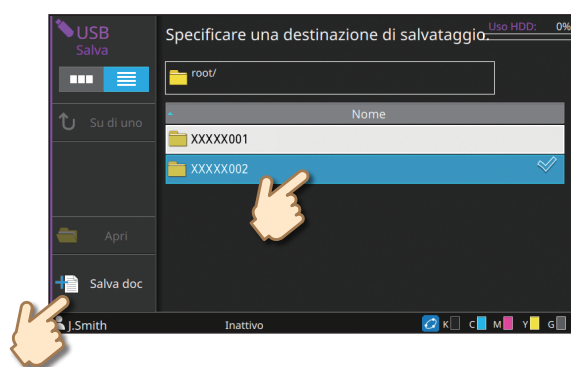 USB
Salva
Specificare una destinazione di salvataggio.
Uso HDD: 0%
root/
Su di uno
Nome
XXXXX001
XXXXX002
Apri
Salva doc
J.Smith
Inattivo
K C M Y G